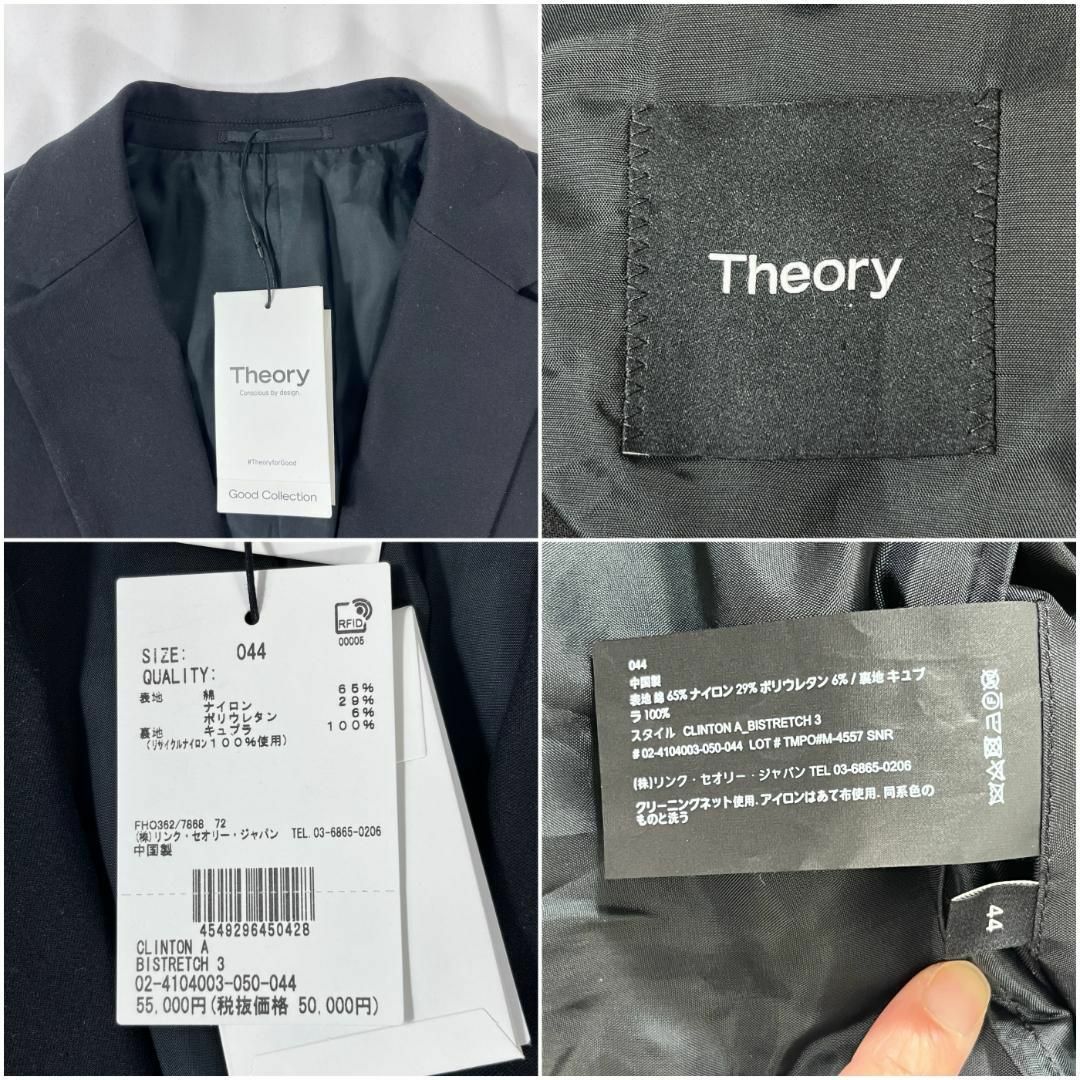 Theory
Conscious by design.
#TheoryforGood
Good Collection
Theory
RFID
00005
SIZE: 044
QUALITY:
表地 綿 65%
ナイロン 29%
ポリウレタン 6%
裏地 キュプラ 100%
(リサイクルナイロン100%使用)
FHO362/7868 72
(株)リンク・セオリー・ジャパン TEL.03-6865-0206
中国製
4549296450428
CLINTON A
BISTRETCH 3
02-4104003-050-044
55,000円(税抜価格 50,000円)
044
中国製
表地 綿 65% ナイロン 29% ポリウレタン 6% / 裏地 キュプ
ラ 100%
スタイル CLINTON A_BISTRETCH 3
# 02-4104003-050-044 LOT # TMPO#M-4557 SNR
(株)リンク・セオリー・ジャパン TEL 03-6865-0206
クリーニングネット使用. アイロンはあて布使用. 同系色の
ものと洗う
44